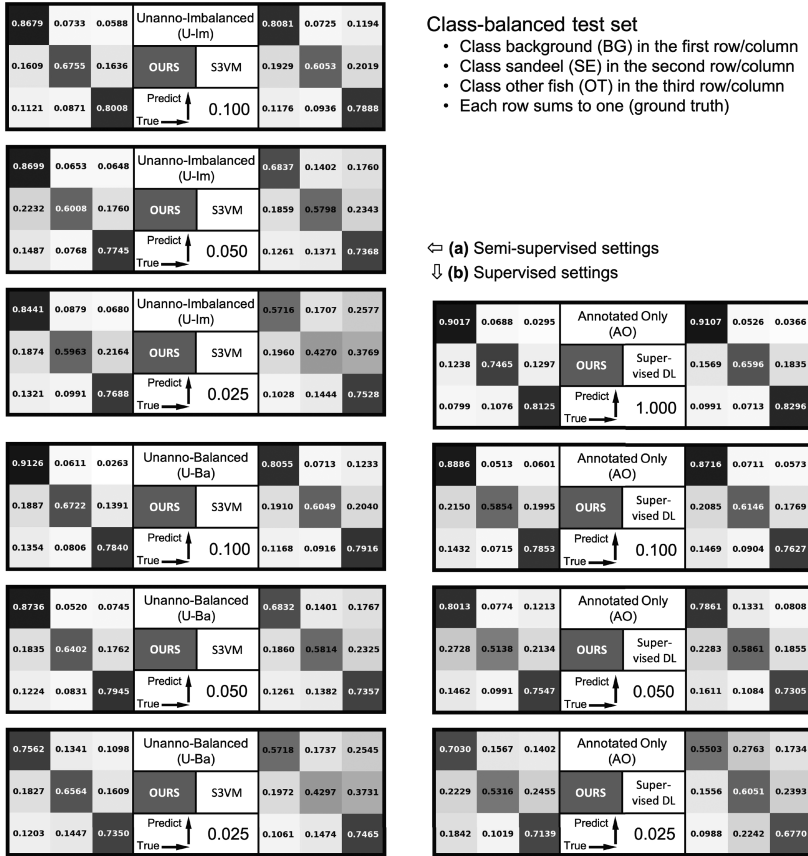 0.8679 0.0733 0.0588 Unanno-Imbalanced 0.8081 0.0725 0.1194
(U-Im)
0.1609 0.6755 0.1636 OURS S3VM 0.1929 0.6053 0.2019
0.1121 0.0871 0.8008 Predict 0.100 0.1176 0.0936 0.7888
True
0.8699 0.0653 0.0648 Unanno-Imbalanced 0.6837 0.1402 0.1760
(U-Im)
0.2232 0.6008 0.1760 OURS S3VM 0.1859 0.5798 0.2343
0.1487 0.0768 0.7745 Predict 0.050 0.1261 0.1371 0.7368
True
0.8441 0.0879 0.0680 Unanno-Imbalanced 0.5716 0.1707 0.2577
(U-Im)
0.1874 0.5963 0.2164 OURS S3VM 0.1960 0.4270 0.3769
0.1321 0.0991 0.7688 Predict 0.025 0.1028 0.1444 0.7528
True
0.9126 0.0611 0.0263 Unanno-Balanced 0.8055 0.0713 0.1233
(U-Ba)
0.1887 0.6722 0.1391 OURS S3VM 0.1910 0.6049 0.2040
0.1354 0.0806 0.7840 Predict 0.100 0.1168 0.0916 0.7916
True
0.8736 0.0520 0.0745 Unanno-Balanced 0.6832 0.1401 0.1767
(U-Ba)
0.1835 0.6402 0.1762 OURS S3VM 0.1860 0.5814 0.2325
0.1224 0.0831 0.7945 Predict 0.050 0.1261 0.1382 0.7357
True
0.7562 0.1341 0.1098 Unanno-Balanced 0.5718 0.1737 0.2545
(U-Ba)
0.1827 0.6564 0.1609 OURS S3VM 0.1972 0.4297 0.3731
0.1203 0.1447 0.7350 Predict 0.025 0.1061 0.1474 0.7465
True
Class-balanced test set
• Class background (BG) in the first row/column
• Class sandeel (SE) in the second row/column
• Class other fish (OT) in the third row/column
• Each row sums to one (ground truth)
⇦ (a) Semi-supervised settings
⇩ (b) Supervised settings
0.9017 0.0688 0.0295 Annotated Only 0.9107 0.0526 0.0366
(AO)
0.1238 0.7465 0.1297 OURS Super- 0.1569 0.6596 0.1835
vised DL
0.0799 0.1076 0.8125 Predict 1.000 0.0991 0.0713 0.8296
True
0.8886 0.0513 0.0601 Annotated Only 0.8716 0.0711 0.0573
(AO)
0.2150 0.5854 0.1995 OURS Super- 0.2085 0.6146 0.1769
vised DL
0.1432 0.0715 0.7853 Predict 0.100 0.1469 0.0904 0.7627
True
0.8013 0.0774 0.1213 Annotated Only 0.7861 0.1331 0.0808
(AO)
0.2728 0.5138 0.2134 OURS Super- 0.2283 0.5861 0.1855
vised DL
0.1462 0.0991 0.7547 Predict 0.050 0.1611 0.1084 0.7305
True
0.7030 0.1567 0.1402 Annotated Only 0.5503 0.2763 0.1734
(AO)
0.2229 0.5316 0.2455 OURS Super- 0.1556 0.6051 0.2393
vised DL
0.1842 0.1019 0.7139 Predict 0.025 0.0988 0.2242 0.6770
True